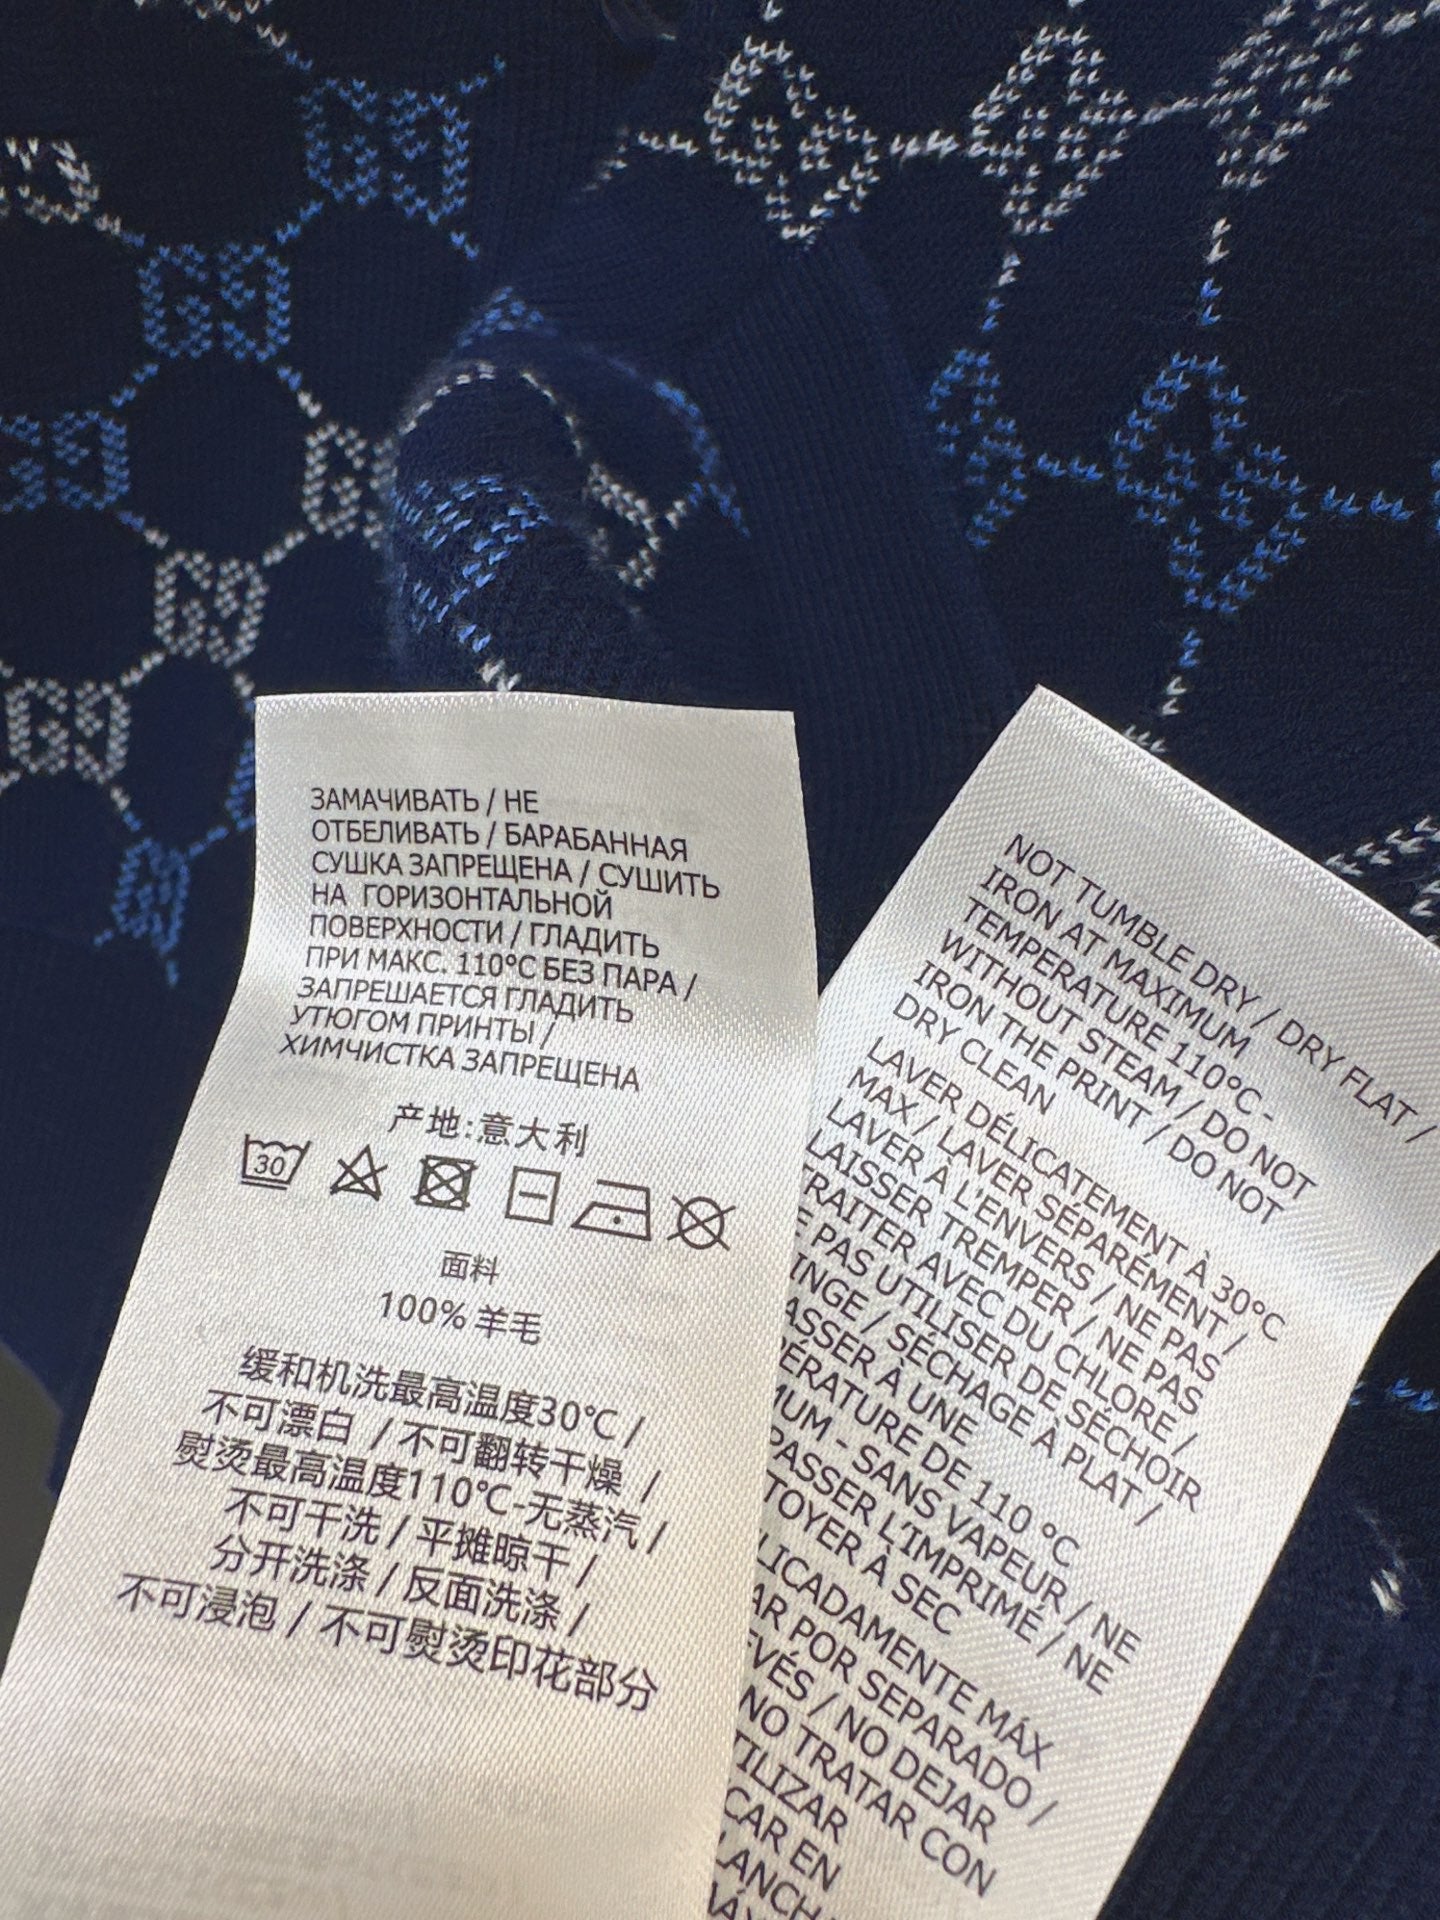 ЗАМАЧИВАТЬ / НЕ
ОТБЕЛИВАТЬ / БАРАБАННАЯ
СУШКА ЗАПРЕЩЕНА / СУШИТЬ
НА ГОРИЗОНТАЛЬНОЙ
ПОВЕРХНОСТИ / ГЛАДИТЬ
ПРИ МАКС. 110°C БЕЗ ПАРА /
ЗАПРЕШАЕТСЯ ГЛАДИТЬ
УТЮГОМ ПРИНТЫ /
ХИМЧИСТКА ЗАПРЕЩЕНА
产地:意大利
30
面料
100% 羊毛
缓和机洗最高温度30℃ /
不可漂白 / 不可翻转干燥 /
熨烫最高温度110℃-无蒸汽 /
不可干洗 / 平摊晾干 /
分开洗涤 / 反面洗涤 /
不可浸泡 / 不可熨烫印花部分
NOT TUMBLE DRY / DRY FLAT /
IRON AT MAXIMUM
TEMPERATURE 110°C -
WITHOUT STEAM / DO NOT
IRON THE PRINT / DO NOT
DRY CLEAN
LAVER DÉLICATEMENT À 30°C
MAX / LAVER SÉPARÉMENT /
LAVER À L'ENVERS / NE PAS
LAISSER TREMPER / NE PAS
TRAITER AVEC DU CHLORE /
PAS UTILISER DE SÉCHOIR
INGE / SÉCHAGE À PLAT /
ASSER À UNE
ÉRATURE DE 110 °C
UM - SANS VAPEUR / NE
PASSER L'IMPRIMÉ / NE
TOYER À SEC
LICADAMENTE MÁX
AR POR SEPARADO /
VÉS / NO DEJAR
NO TRATAR CON
TILIZAR
CAR EN
LANCH